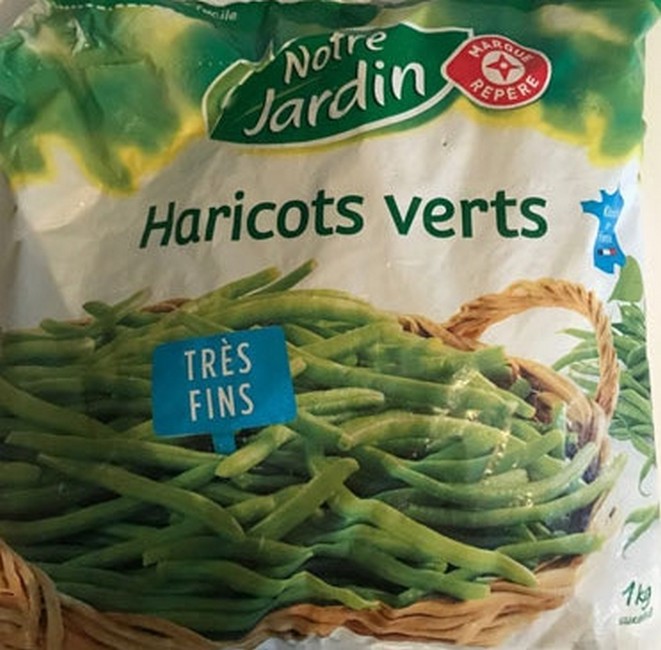 Notre
Jardin
MARQUE
REPÈRE
Haricots verts
TRÈS
FINS
1kg